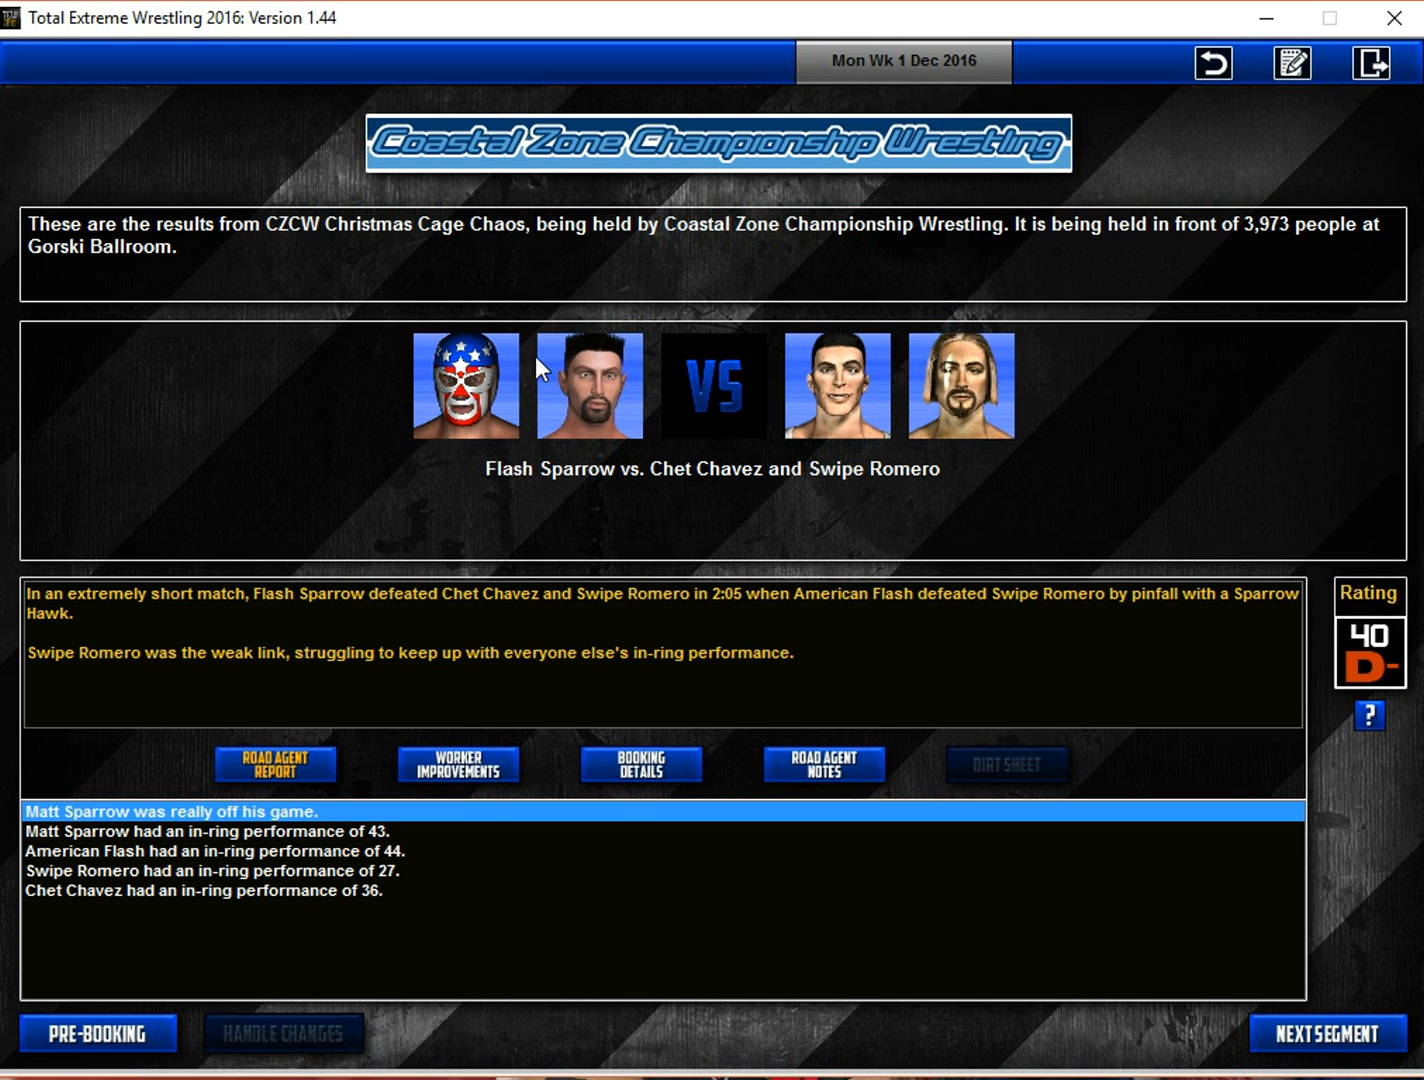 Total Extreme Wrestling 2016: Version 1.44
Mon Wk 1 Dec 2016
Coastal Zone Championship Wrestling
These are the results from CZCW Christmas Cage Chaos, being held by Coastal Zone Championship Wrestling. It is being held in front of 3,973 people at
Gorski Ballroom.
VS
Flash Sparrow vs. Chet Chavez and Swipe Romero
In an extremely short match, Flash Sparrow defeated Chet Chavez and Swipe Romero in 2:05 when American Flash defeated Swipe Romero by pinfall with a Sparrow
Hawk.
Swipe Romero was the weak link, struggling to keep up with everyone else's in-ring performance.
Rating
40
D-
?
ROAD AGENT
REPORT
WORKER
IMPROVEMENTS
BOOKING
DETAILS
ROAD AGENT
NOTES
DIRT SHEET
Matt Sparrow was really off his game.
Matt Sparrow had an in-ring performance of 43.
American Flash had an in-ring performance of 44.
Swipe Romero had an in-ring performance of 27.
Chet Chavez had an in-ring performance of 36.
PRE-BOOKING
HANDLE CHANGES
NEXT SEGMENT